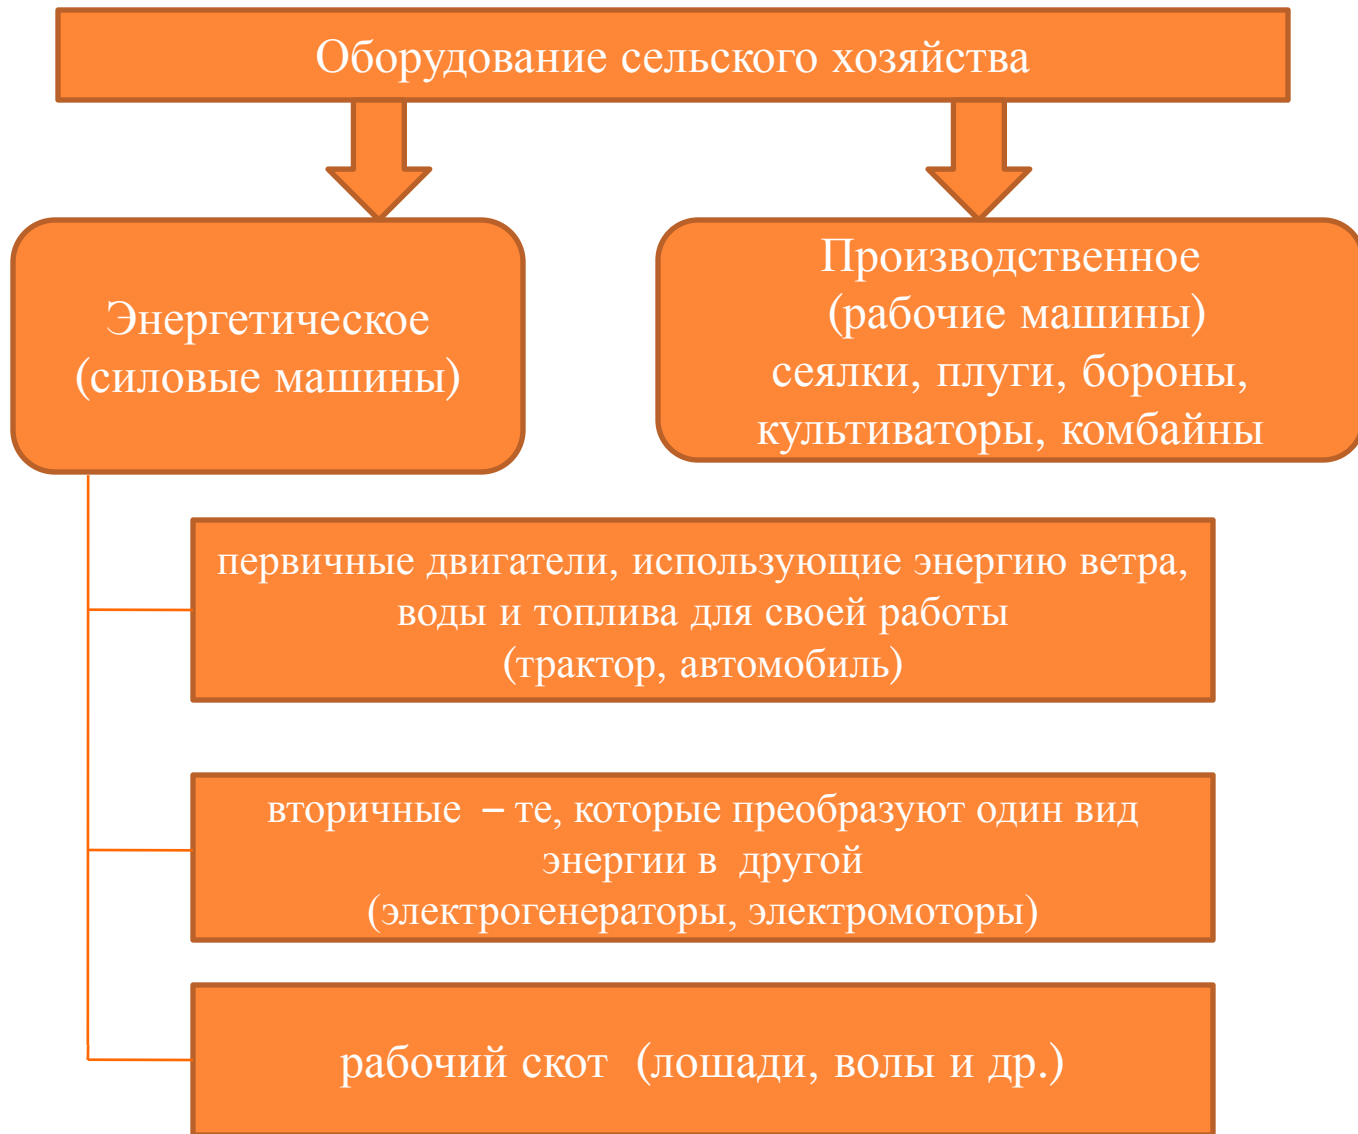 Оборудование сельского хозяйства
Энергетическое
(силовые машины)
Производственное
(рабочие машины)
сеялки, плуги, бороны,
культиваторы, комбайны
первичные двигатели, использующие энергию ветра,
воды и топлива для своей работы
(трактор, автомобиль)
вторичные – те, которые преобразуют один вид
энергии в другой
(электрогенераторы, электромоторы)
рабочий скот (лошади, волы и др.)